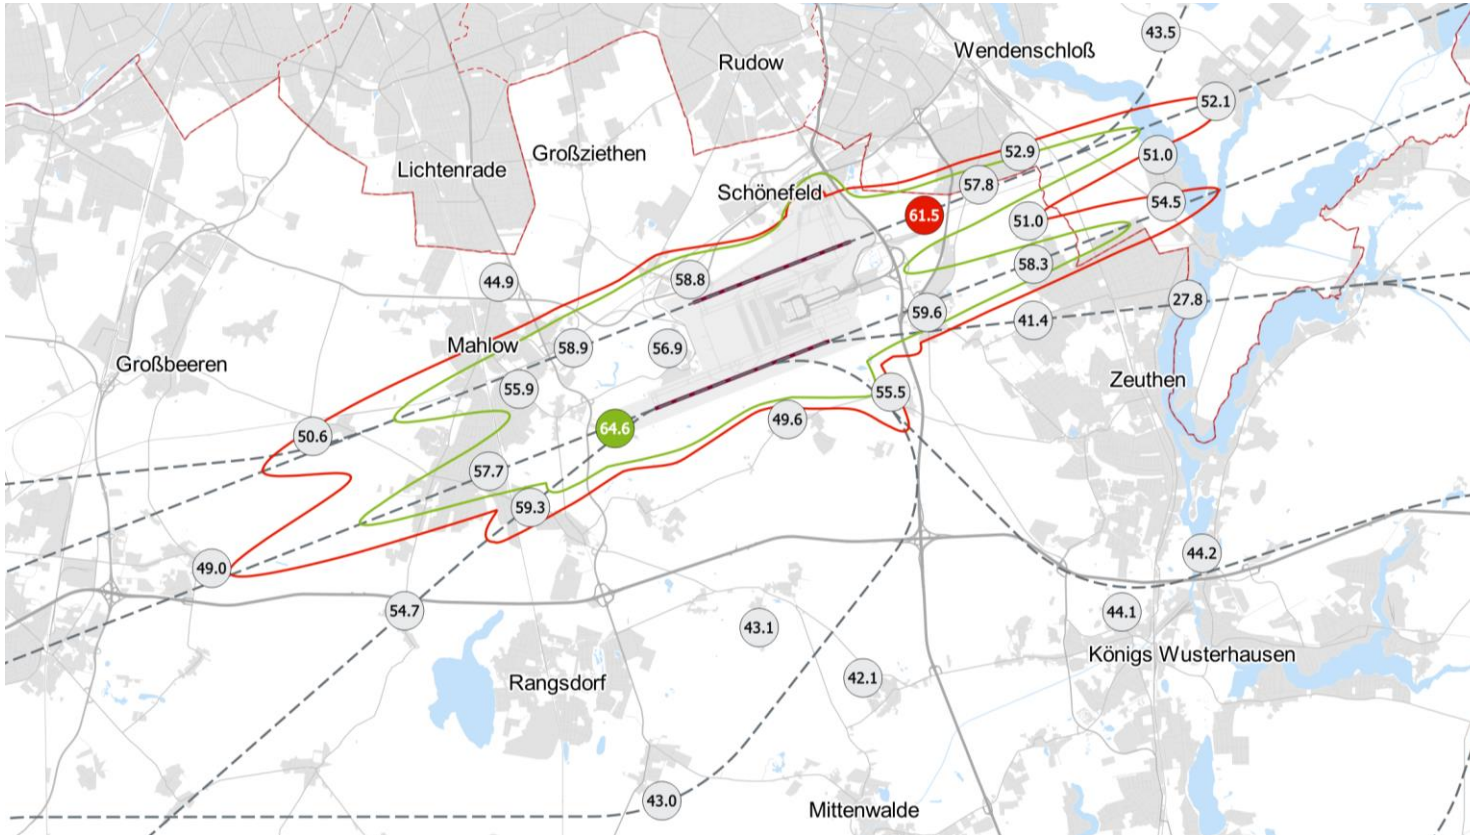 43.5
Wendenschloß
Rudow
52.1
52.9
51.0
Großziethen
Lichtenrade
57.8
Schönefeld
54.5
61.5
51.0
58.3
44.9
58.8
27.8
59.6
41.4
Mahlow
58.9
56.9
Großbeeren
Zeuthen
55.9
55.5
49.6
64.6
50.6
57.7
59.3
44.2
49.0
54.7
44.1
43.1
Königs Wusterhausen
42.1
Rangsdorf
43.0
Mittenwalde